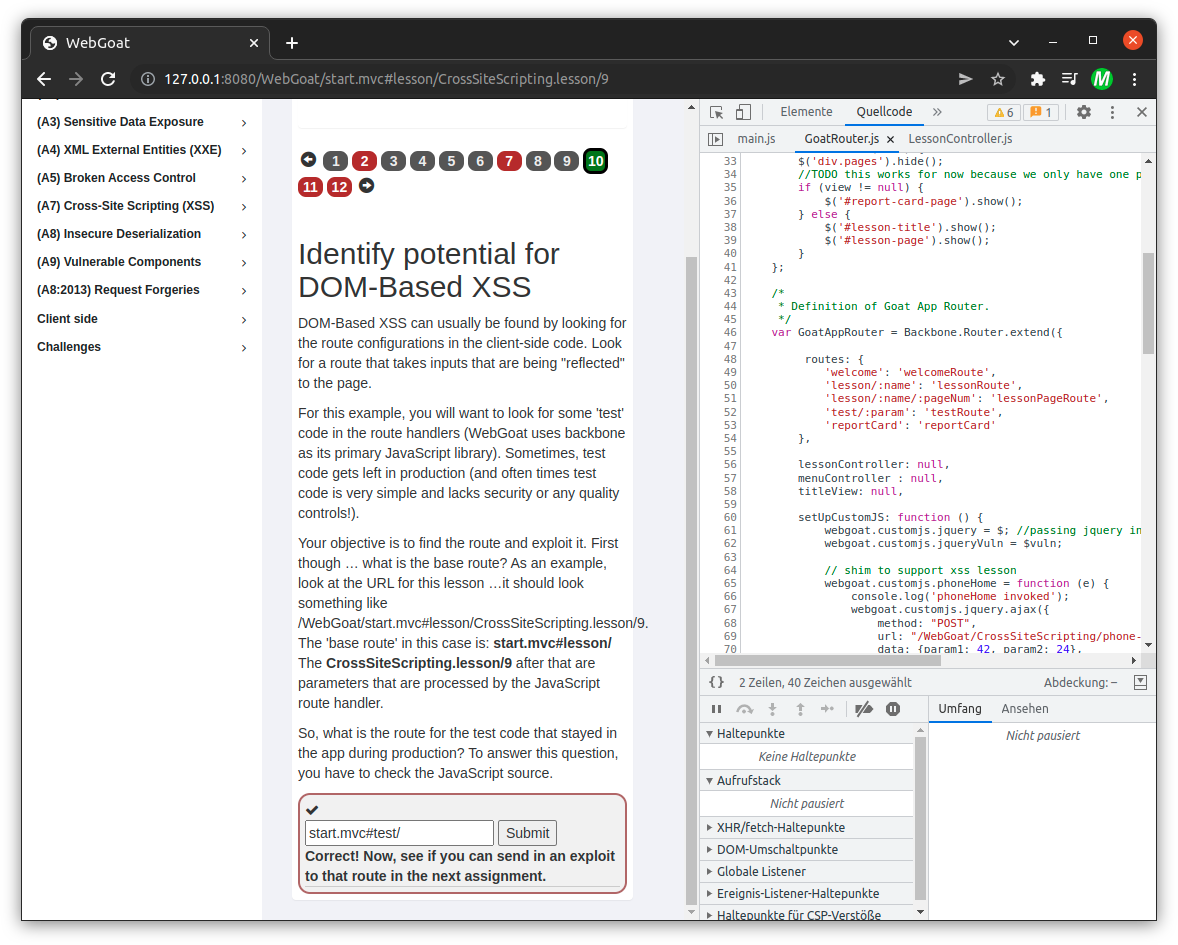 WebGoat
127.0.0.1:8080/WebGoat/start.mvc#lesson/CrossSiteScripting.lesson/9
(A3) Sensitive Data Exposure
(A4) XML External Entities (XXE)
(A5) Broken Access Control
(A7) Cross-Site Scripting (XSS)
(A8) Insecure Deserialization
(A9) Vulnerable Components
(A8:2013) Request Forgeries
Client side
Challenges
1 2 3 4 5 6 7 8 9 10
11 12
Identify potential for
DOM-Based XSS
DOM-Based XSS can usually be found by looking for
the route configurations in the client-side code. Look
for a route that takes inputs that are being "reflected"
to the page.
For this example, you will want to look for some 'test'
code in the route handlers (WebGoat uses backbone
as its primary JavaScript library). Sometimes, test
code gets left in production (and often times test
code is very simple and lacks security or any quality
controls!).
Your objective is to find the route and exploit it. First
though … what is the base route? As an example,
look at the URL for this lesson …it should look
something like
/WebGoat/start.mvc#lesson/CrossSiteScripting.lesson/9.
The 'base route' in this case is: start.mvc#lesson/
The CrossSiteScripting.lesson/9 after that are
parameters that are processed by the JavaScript
route handler.
So, what is the route for the test code that stayed in
the app during production? To answer this question,
you have to check the JavaScript source.
start.mvc#test/ Submit
Correct! Now, see if you can send in an exploit
to that route in the next assignment.
Elemente Quellcode 6 1
main.js GoatRouter.js LessonController.js
33 $('div.pages').hide();
34 //TODO this works for now because we only have one p
35 if (view != null) {
36 $('#report-card-page').show();
37 } else {
38 $('#lesson-title').show();
39 $('#lesson-page').show();
40 }
41 };
42
43 /*
44 * Definition of Goat App Router.
45 */
46 var GoatAppRouter = Backbone.Router.extend({
47
48 routes: {
49 'welcome': 'welcomeRoute',
50 'lesson/:name': 'lessonRoute',
51 'lesson/:name/:pageNum': 'lessonPageRoute',
52 'test/:param': 'testRoute',
53 'reportCard': 'reportCard'
54 },
55
56 lessonController: null,
57 menuController : null,
58 titleView: null,
59
60 setUpCustomJS: function () {
61 webgoat.customjs.jquery = $; //passing jquery in
62 webgoat.customjs.jqueryVuln = $vuln;
63
64 // shim to support xss lesson
65 webgoat.customjs.phoneHome = function (e) {
66 console.log('phoneHome invoked');
67 webgoat.customjs.jquery.ajax({
68 method: "POST",
69 url: "/WebGoat/CrossSiteScripting/phone-
70 data: {param1: 42, param2: 24},
{} 2 Zeilen, 40 Zeichen ausgewählt Abdeckung: –
Umfang Ansehen
Haltepunkte
Keine Haltepunkte
Aufrufstack
Nicht pausiert
XHR/fetch-Haltepunkte
DOM-Umschaltpunkte
Globale Listener
Ereignis-Listener-Haltepunkte
Haltepunkte für CSP-Verstöße
Nicht pausiert